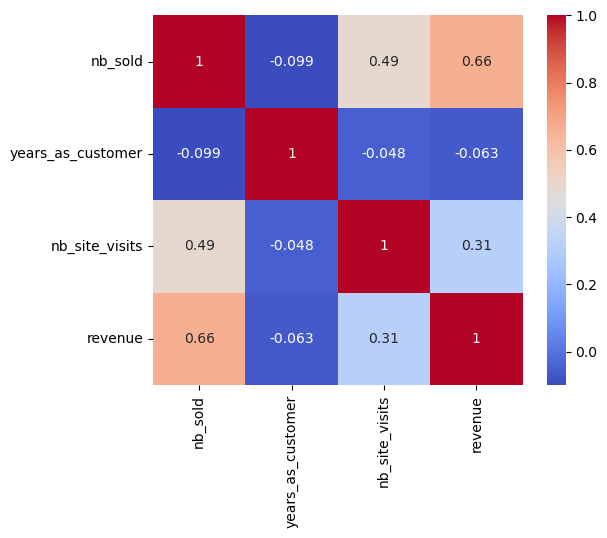 nb_sold 1 -0.099 0.49 0.66
years_as_customer -0.099 1 -0.048 -0.063
nb_site_visits 0.49 -0.048 1 0.31
revenue 0.66 -0.063 0.31 1
nb_sold
years_as_customer
nb_site_visits
revenue
1.0
0.8
0.6
0.4
0.2
0.0